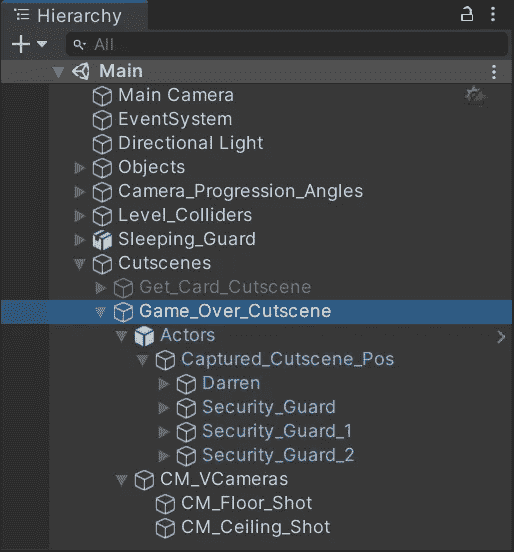 Hierarchy
All
Main
Main Camera
EventSystem
Directional Light
Objects
Camera_Progression_Angles
Level_Colliders
Sleeping_Guard
Cutscenes
Get_Card_Cutscene
Game_Over_Cutscene
Actors
Captured_Cutscene_Pos
Darren
Security_Guard
Security_Guard_1
Security_Guard_2
CM_VCameras
CM_Floor_Shot
CM_Ceiling_Shot